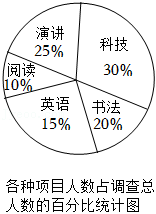 演讲
25%
科技
30%
阅读
10%
英语
15%
书法
20%
各种项目人数占调查总
人数的百分比统计图